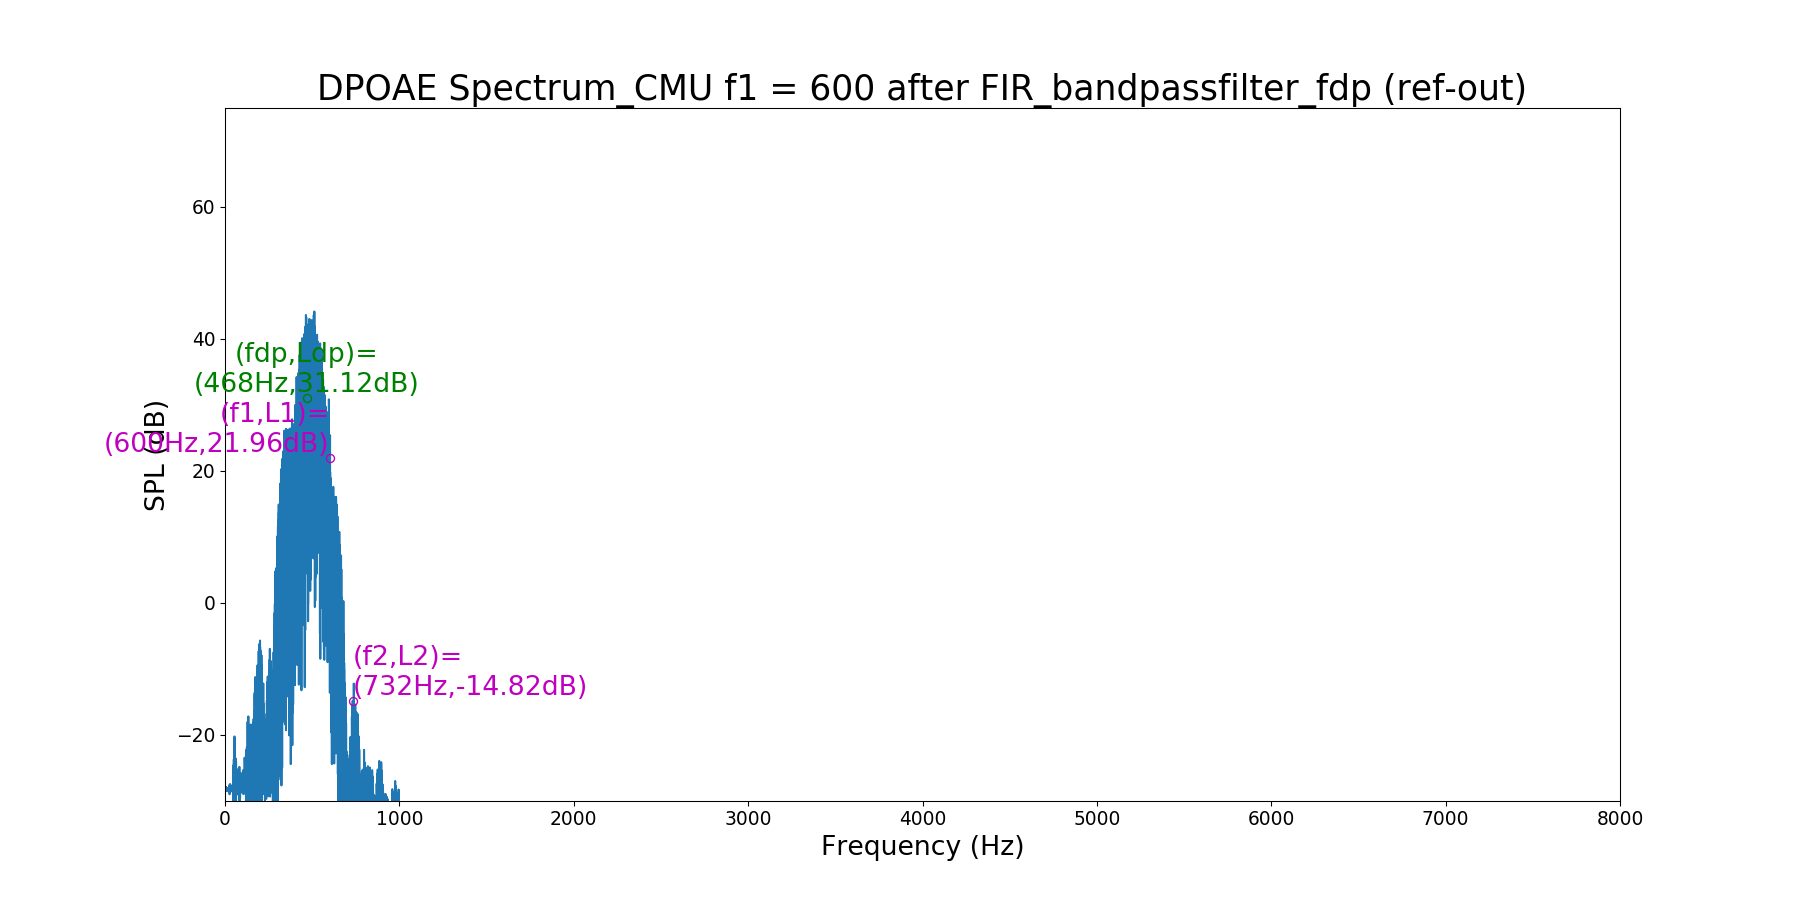 DPOAE Spectrum_CMU f1 = 600 after FIR_bandpassfilter_fdp (ref-out)
60
40
20
0
−20
SPL (dB)
(fdp,Ldp)=
(468Hz,31.12dB)
(f1,L1)=
(600Hz,21.96dB)
(f2,L2)=
(732Hz,-14.82dB)
0 1000 2000 3000 4000 5000 6000 7000 8000
Frequency (Hz)